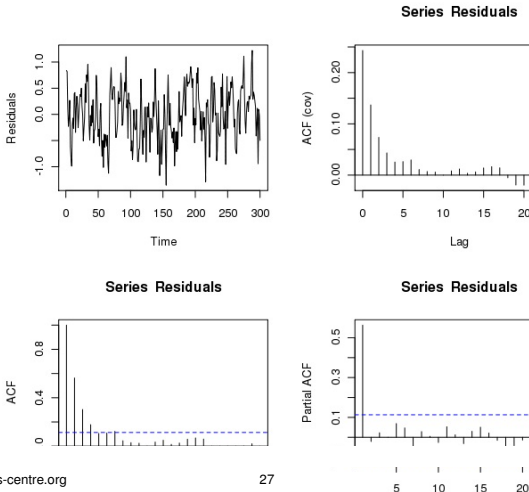 Series Residuals
Residuals
-1.0 0.0 0.5 1.0
0 50 100 150 200 250 300
Time
ACF (cov)
0.00 0.10 0.20
0 5 10 15 20
Lag
Series Residuals
Series Residuals
ACF
0 0.4 0.8
Partial ACF
0.1 0.3 0.5
s-centre.org
27
5 10 15 20